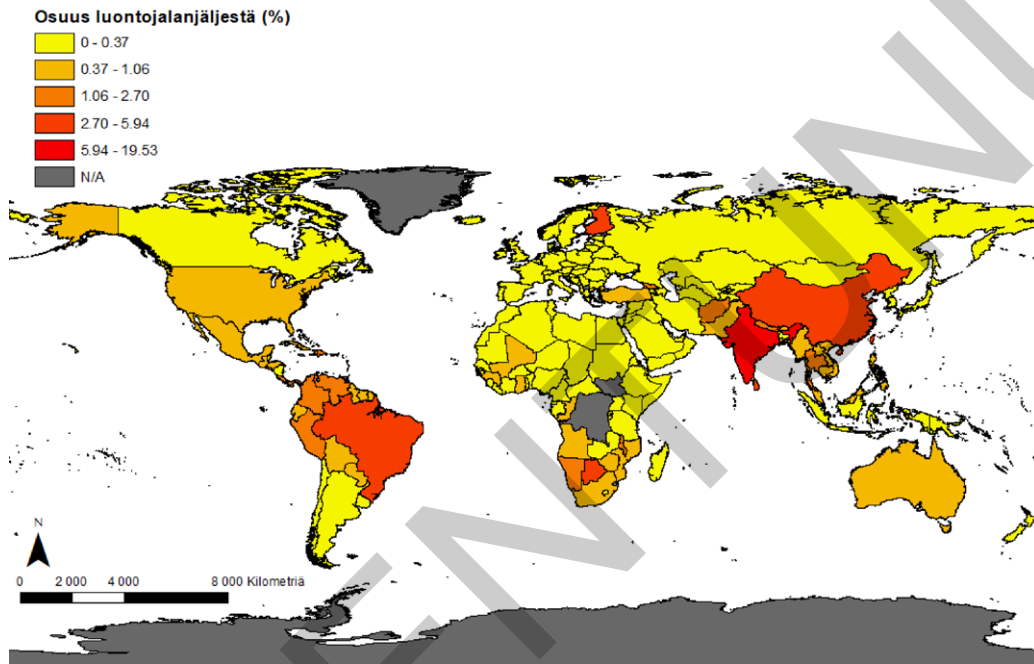 Osuus luontojalanjäljestä (%)
0 - 0.37
0.37 - 1.06
1.06 - 2.70
2.70 - 5.94
5.94 - 19.53
N/A
N
0 2 000 4 000 8 000 Kilometriä